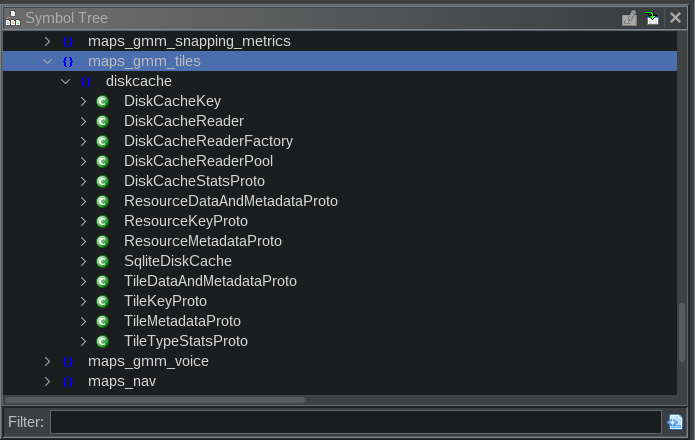 Symbol Tree
maps_gmm_snapping_metrics
maps_gmm_tiles
diskcache
DiskCacheKey
DiskCacheReader
DiskCacheReaderFactory
DiskCacheReaderPool
DiskCacheStatsProto
ResourceDataAndMetadataProto
ResourceKeyProto
ResourceMetadataProto
SqliteDiskCache
TileDataAndMetadataProto
TileKeyProto
TileMetadataProto
TileTypeStatsProto
maps_gmm_voice
maps_nav
Filter: